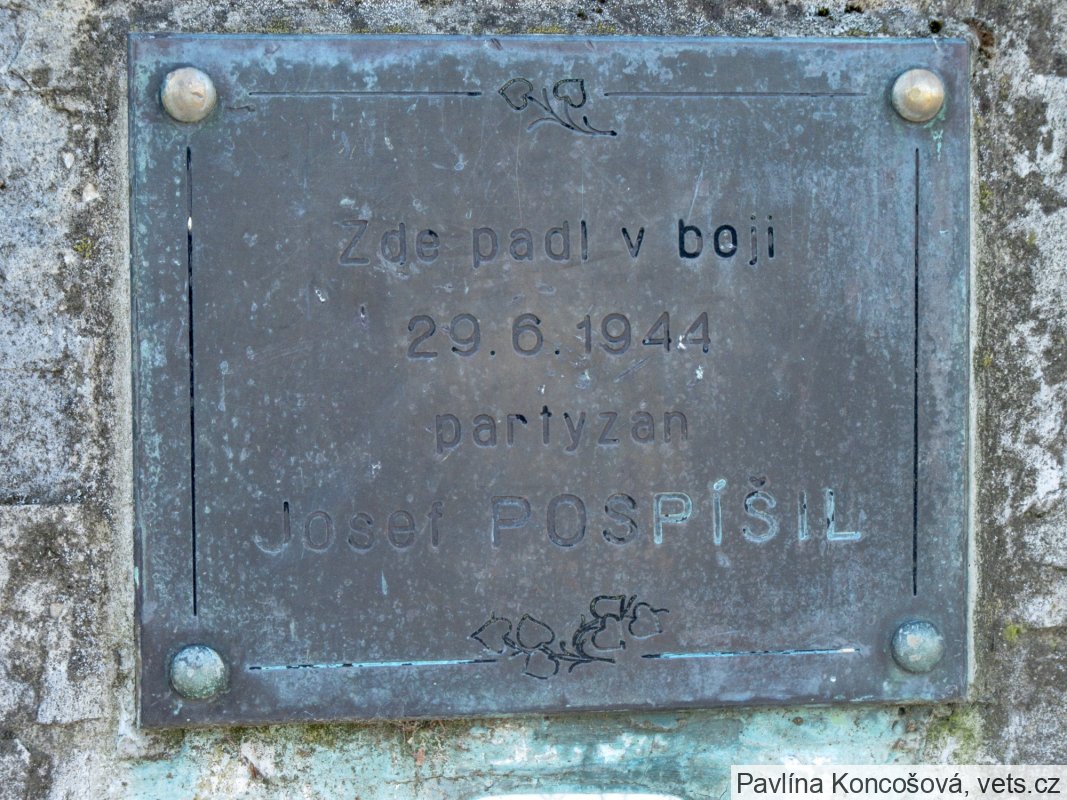 Zde padl v boji
29.6.1944
partyzan
Josef POSPÍŠIL
Pavlína Koncošová, vets.cz